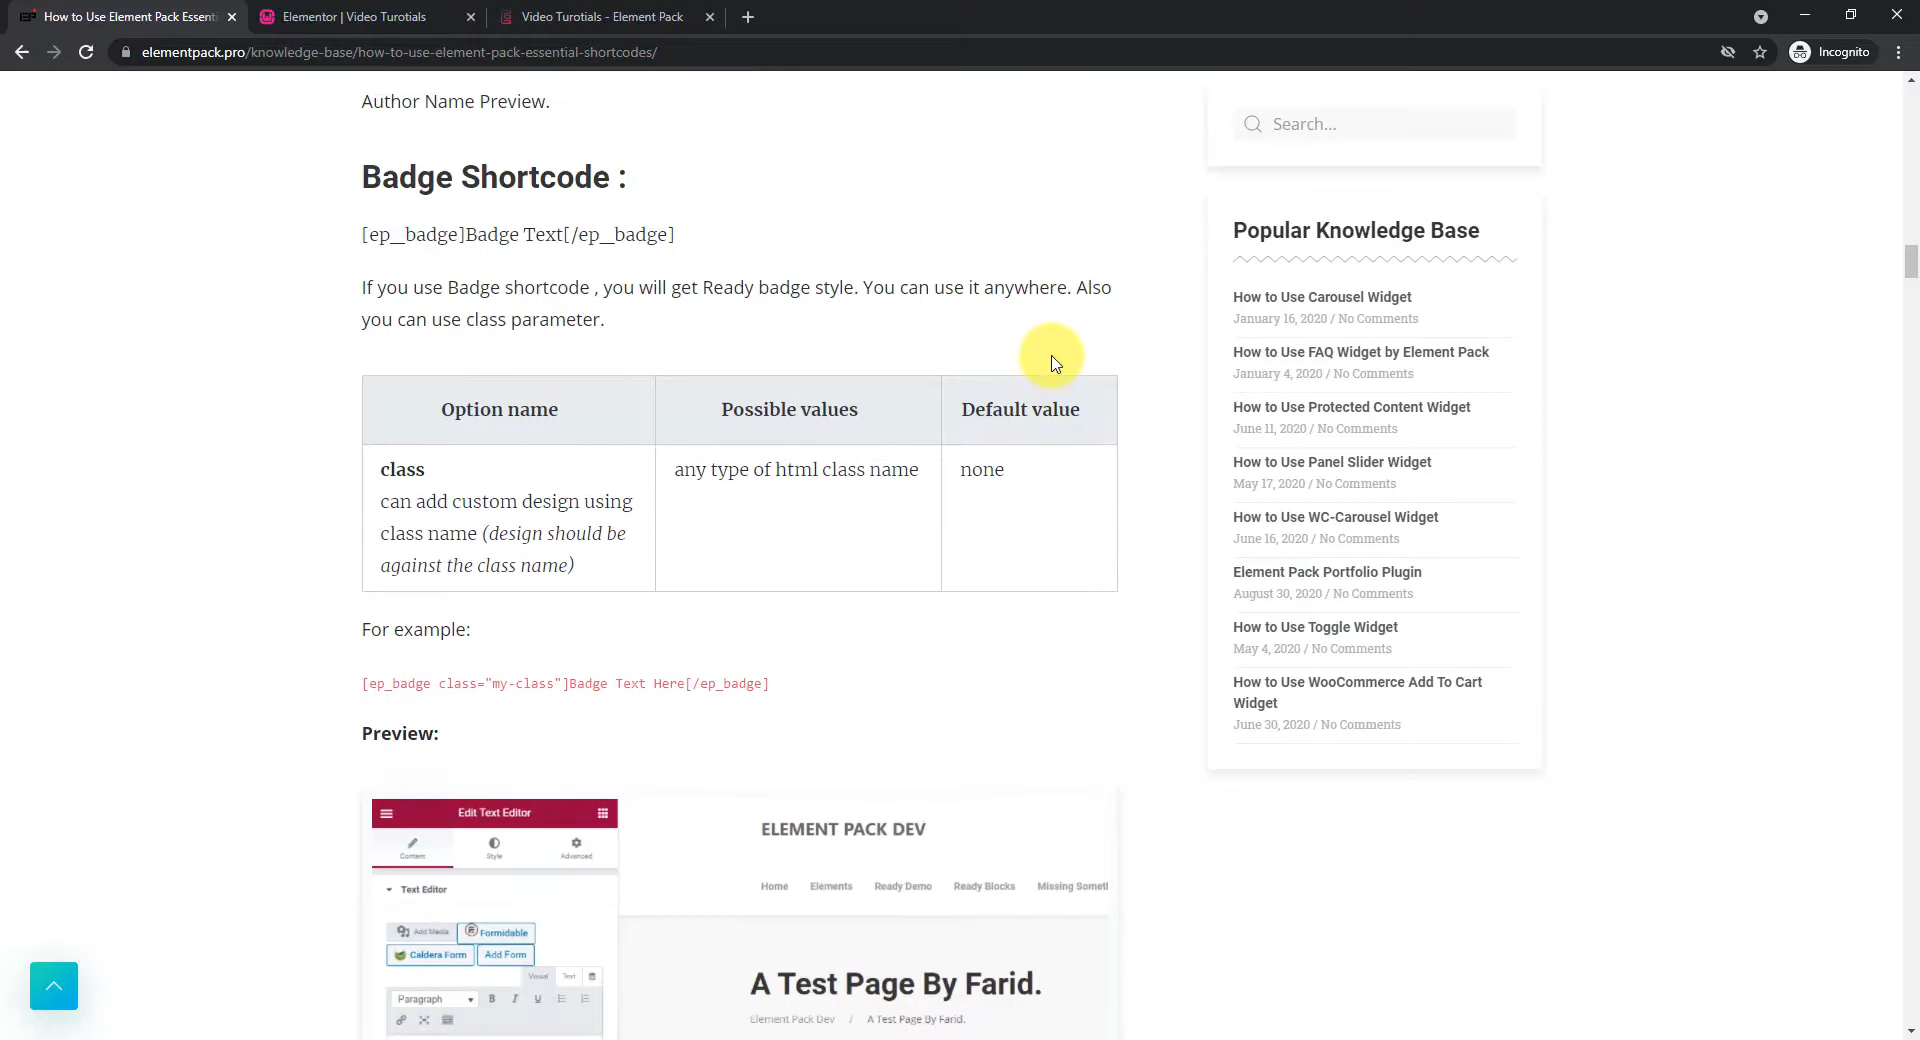 How to Use Element Pack Essenti
Elementor | Video Turotials
Video Turotials - Element Pack
elementpack.pro/knowledge-base/how-to-use-element-pack-essential-shortcodes/
Incognito
Author Name Preview.
Badge Shortcode :
[ep_badge]Badge Text[/ep_badge]
If you use Badge shortcode , you will get Ready badge style. You can use it anywhere. Also
you can use class parameter.
Option name
Possible values
Default value
class
can add custom design using
class name (design should be
against the class name)
any type of html class name
none
For example:
[ep_badge class="my-class"]Badge Text Here[/ep_badge]
Preview:
Edit Text Editor
Content
Style
Advanced
Text Editor
Add Media
Formidable
Caldera Form
Add Form
Visual
Text
Paragraph
B
I
U
ELEMENT PACK DEV
Home
Elements
Ready Demo
Ready Blocks
Missing Someth
A Test Page By Farid.
Element Pack Dev / A Test Page By Farid.
Search...
Popular Knowledge Base
How to Use Carousel Widget
January 16, 2020 / No Comments
How to Use FAQ Widget by Element Pack
January 4, 2020 / No Comments
How to Use Protected Content Widget
June 11, 2020 / No Comments
How to Use Panel Slider Widget
May 17, 2020 / No Comments
How to Use WC-Carousel Widget
June 16, 2020 / No Comments
Element Pack Portfolio Plugin
August 30, 2020 / No Comments
How to Use Toggle Widget
May 4, 2020 / No Comments
How to Use WooCommerce Add To Cart
Widget
June 30, 2020 / No Comments